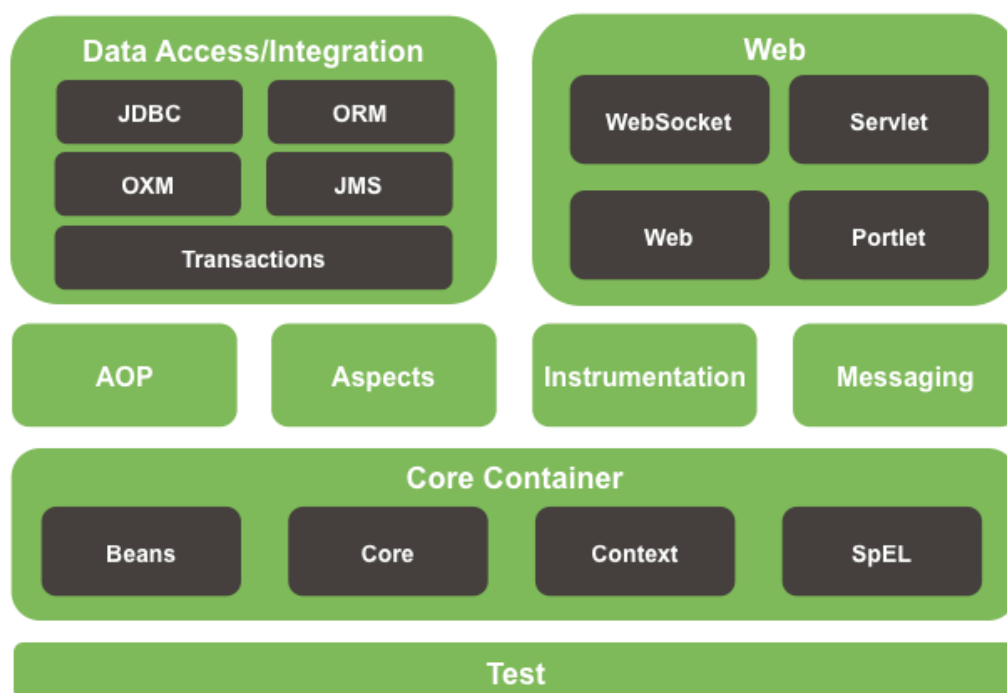 Data Access/Integration
JDBC
ORM
OXM
JMS
Transactions
Web
WebSocket
Servlet
Web
Portlet
AOP
Aspects
Instrumentation
Messaging
Core Container
Beans
Core
Context
SpEL
Test